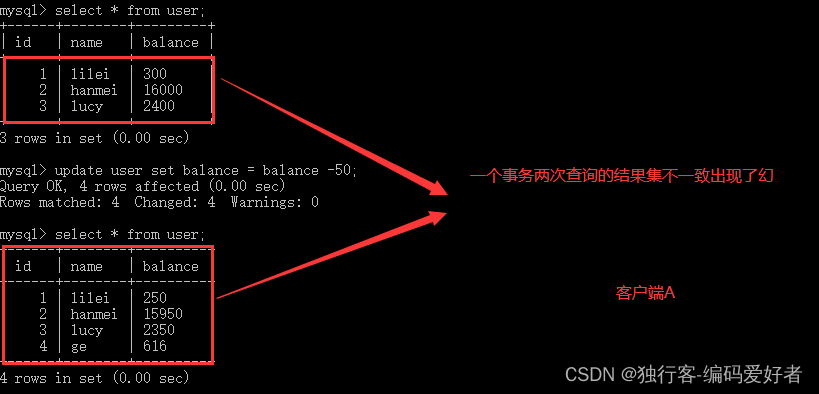 mysql> select * from user;
+------+--------+---------+
| id | name | balance |
1 | lilei | 300
2 | hanmei | 16000
3 | lucy | 2400
3 rows in set (0.00 sec)
mysql> update user set balance = balance -50;
Query OK, 4 rows affected (0.00 sec)
Rows matched: 4 Changed: 4 Warnings: 0
mysql> select * from user;
id | name | balance
1 | lilei | 250
2 | hanmei | 15950
3 | lucy | 2350
4 | ge | 616
4 rows in set (0.00 sec)
一个事务两次查询的结果集不一致出现了幻
客户端A
CSDN @独行客-编码爱好者